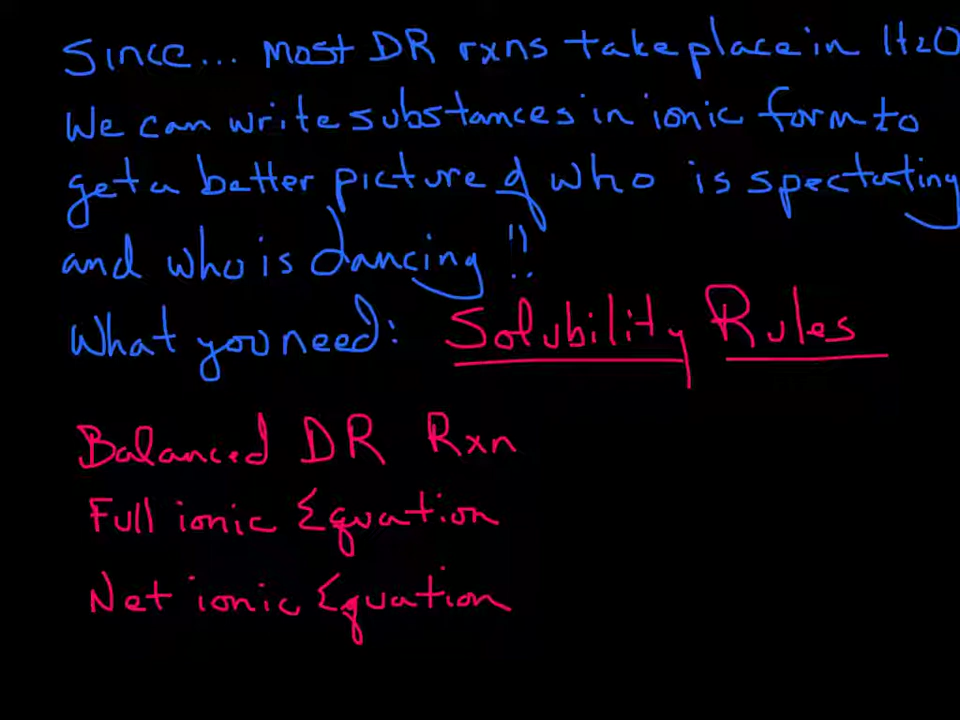 Since... most DR rxns take place in H2O
We can write substances in ionic form to
get a better picture of who is spectating
and who is dancing !!
What you need: Solubility Rules
Balanced DR Rxn
Full ionic Equation
Net ionic Equation